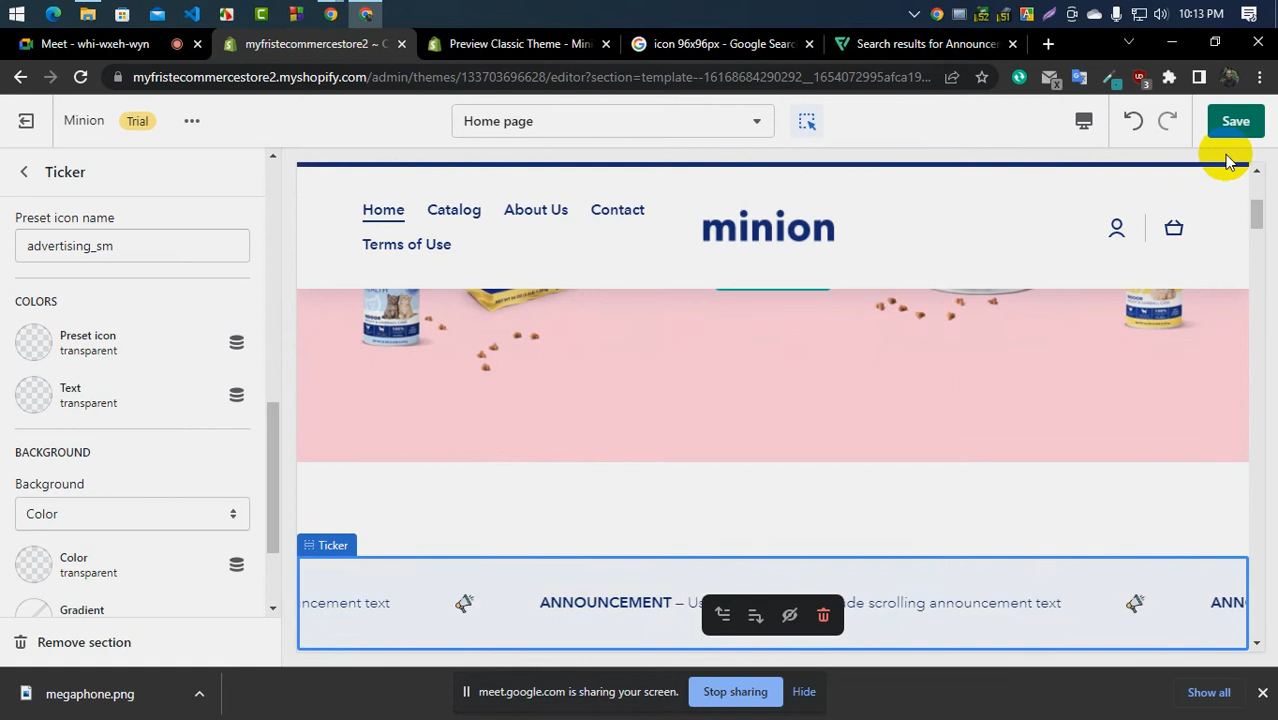 10:13 PM
Meet - whi-wxeh-wyn
myfristecommercestore2 ~ C
Preview Classic Theme - Mini
icon 96x96px - Google Search
Search results for Announcer
myfristecommercestore2.myshopify.com/admin/themes/133703696628/editor?section=template--16168684290292__1654072995afca19...
Minion
Trial
Home page
Save
Ticker
Preset icon name
advertising_sm
COLORS
Preset icon
transparent
Text
transparent
BACKGROUND
Background
Color
Color
transparent
Gradient
Remove section
Home
Catalog
About Us
Contact
Terms of Use
minion
Ticker
ncement text
ANNOUNCEMENT – Us
de scrolling announcement text
ANN
megaphone.png
meet.google.com is sharing your screen.
Stop sharing
Hide
Show all